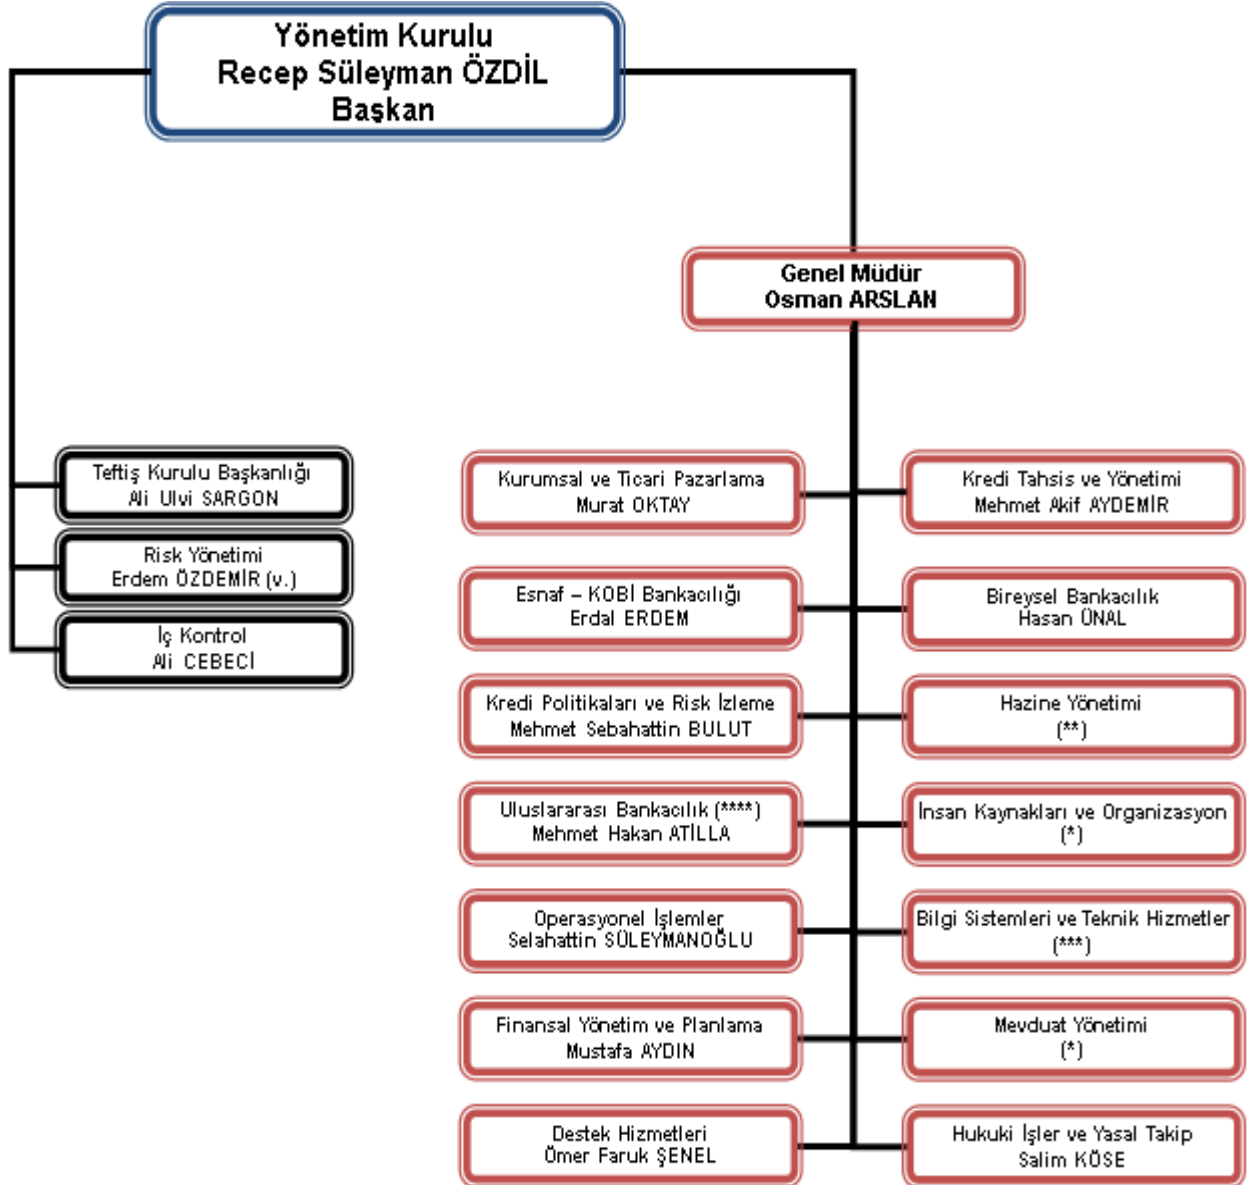 Yönetim Kurulu
Recep Süleyman ÖZDİL
Başkan
Genel Müdür
Osman ARSLAN
Teftiş Kurulu Başkanlığı
Ali Ulvi SARGON
Risk Yönetimi
Erdem ÖZDEMİR (v.)
İç Kontrol
Ali CEBECİ
Kurumsal ve Ticari Pazarlama
Murat OKTAY
Kredi Tahsis ve Yönetimi
Mehmet Akif AYDEMİR
Esnaf – KOBİ Bankacılığı
Erdal ERDEM
Bireysel Bankacılık
Hasan ÜNAL
Kredi Politikaları ve Risk İzleme
Mehmet Sebahattin BULUT
Hazine Yönetimi
(**)
Uluslararası Bankacılık (****)
Mehmet Hakan ATİLLA
İnsan Kaynakları ve Organizasyon
(*)
Operasyonel İşlemler
Selahattin SÜLEYMANOĞLU
Bilgi Sistemleri ve Teknik Hizmetler
(***)
Finansal Yönetim ve Planlama
Mustafa AYDIN
Mevduat Yönetimi
(*)
Destek Hizmetleri
Ömer Faruk ŞENEL
Hukuki İşler ve Yasal Takip
Salim KÖSE